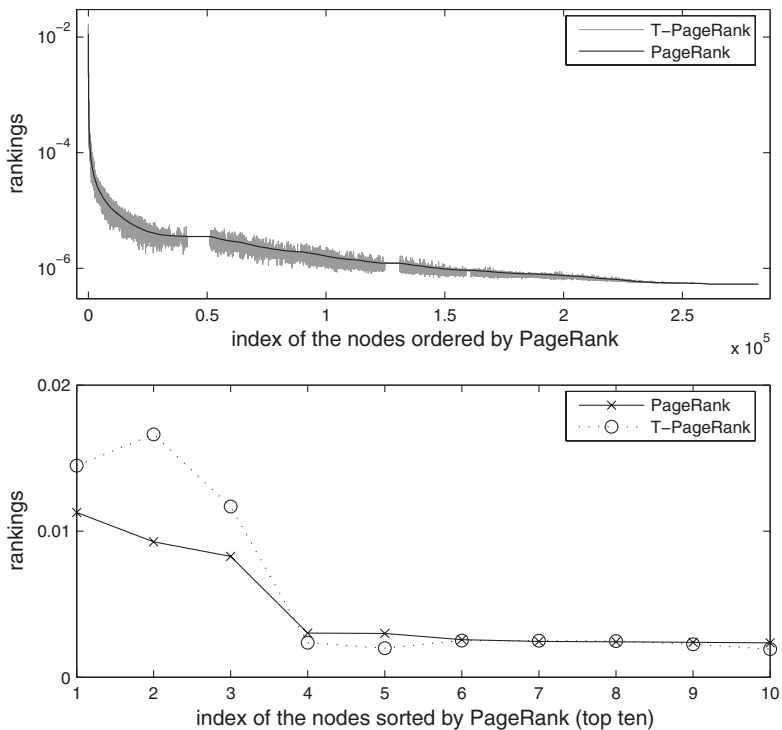 10^-2
10^-4
10^-6
rankings
T-PageRank
PageRank
0 0.5 1 1.5 2 2.5
x 10^5
index of the nodes ordered by PageRank
0.02
0.01
0
rankings
PageRank
T-PageRank
1 2 3 4 5 6 7 8 9 10
index of the nodes sorted by PageRank (top ten)